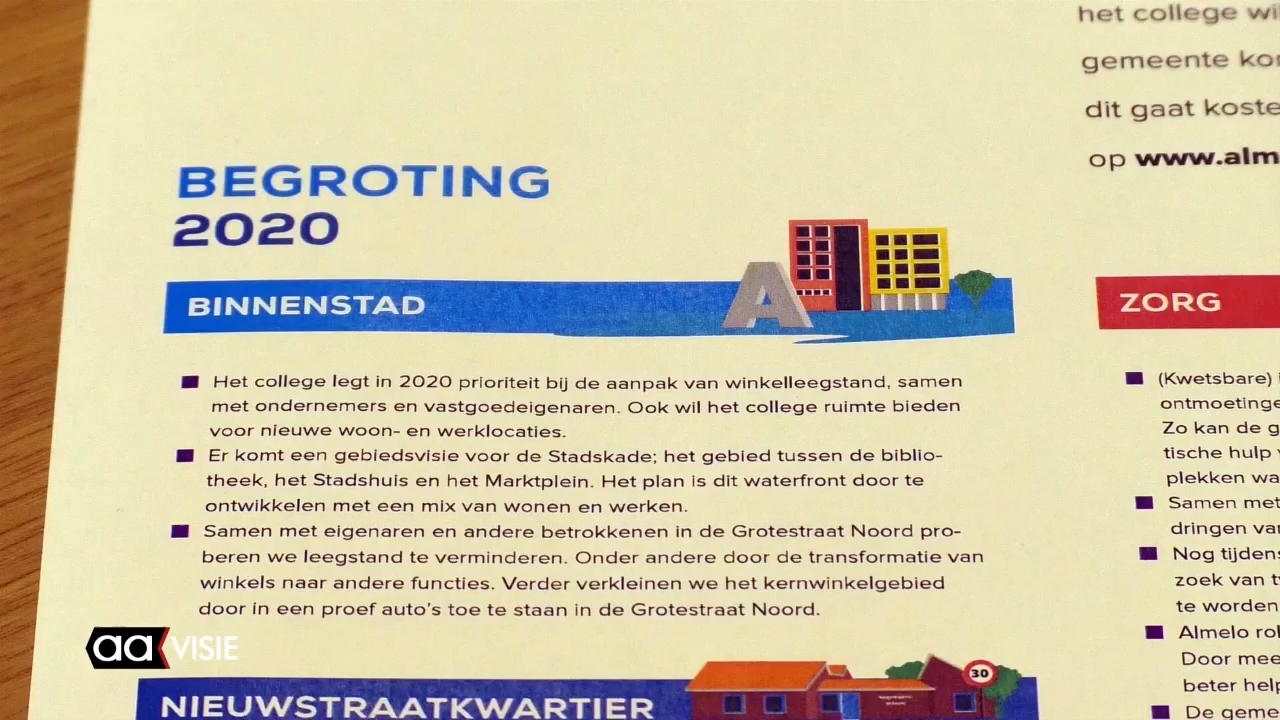 het college
gemeente
dit gaat
op www.alm
BEGROTING
2020
BINNENSTAD
Het college legt in 2020 prioriteit bij de aanpak van winkelleegstand, samen
met ondernemers en vastgoedeigenaren. Ook wil het college ruimte bieden
voor nieuwe woon- en werklocaties.
Er komt een gebiedsvisie voor de Stadskade; het gebied tussen de biblio-
theek, het Stadshuis en het Marktplein. Het plan is dit waterfront door te
ontwikkelen met een mix van wonen en werken.
Samen met eigenaren en andere betrokkenen in de Grotestraat Noord pro-
beren we leegstand te verminderen. Onder andere door de transformatie van
winkels naar andere functies. Verder verkleinen we het kernwinkelgebied
door in een proef auto's toe te staan in de Grotestraat Noord.
NIEUWSTRAATKWARTIER
30
ZORG
(Kwetsbare)
ontmoetinge
Zo kan de g
tische hulp
plekken wa
Samen met
dringen va
Nog tijdens
zoek van
te worden
Almelo rol
Door mee
beter help
De geme
aa VISIE